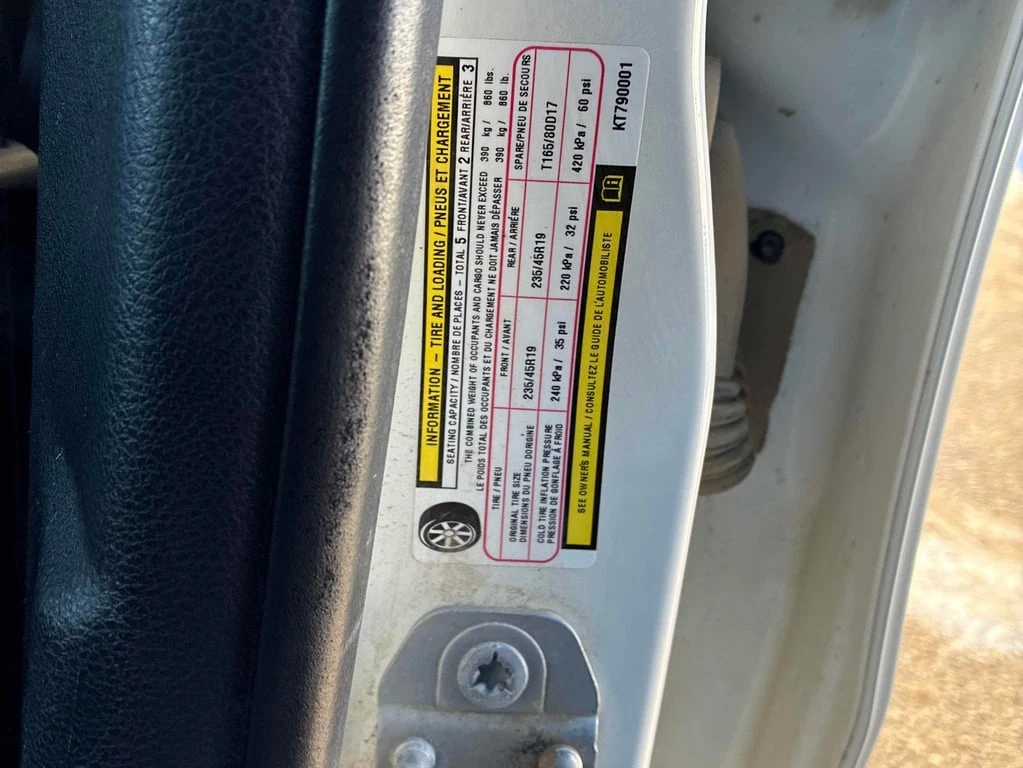 INFORMATION – TIRE AND LOADING / PNEUS ET CHARGEMENT
SEATING CAPACITY / NOMBRE DE PLACES – TOTAL 5 FRONT/AVANT 2 REAR/ARRIÈRE 3
THE COMBINED WEIGHT OF OCCUPANTS AND CARGO SHOULD NEVER EXCEED 390 kg / 860 lbs.
LE POIDS TOTAL DES OCCUPANTS ET DU CHARGEMENT NE DOIT JAMAIS DÉPASSER 390 kg / 860 lb.
TIRE / PNEU FRONT / AVANT REAR / ARRIÈRE SPARE/PNEU DE SECOURS
ORIGINAL TIRE SIZE
DIMENSIONS DU PNEU DORIGINE
235/45R19 235/45R19 T165/80D17
COLD TIRE INFLATION PRESSURE
PRESSION DE GONFLAGE À FROID
240 kPa / 35 psi 220 kPa / 32 psi 420 kPa / 60 psi
SEE OWNERS MANUAL / CONSULTEZ LE GUIDE DE L'AUTOMOBILISTE
KT790001